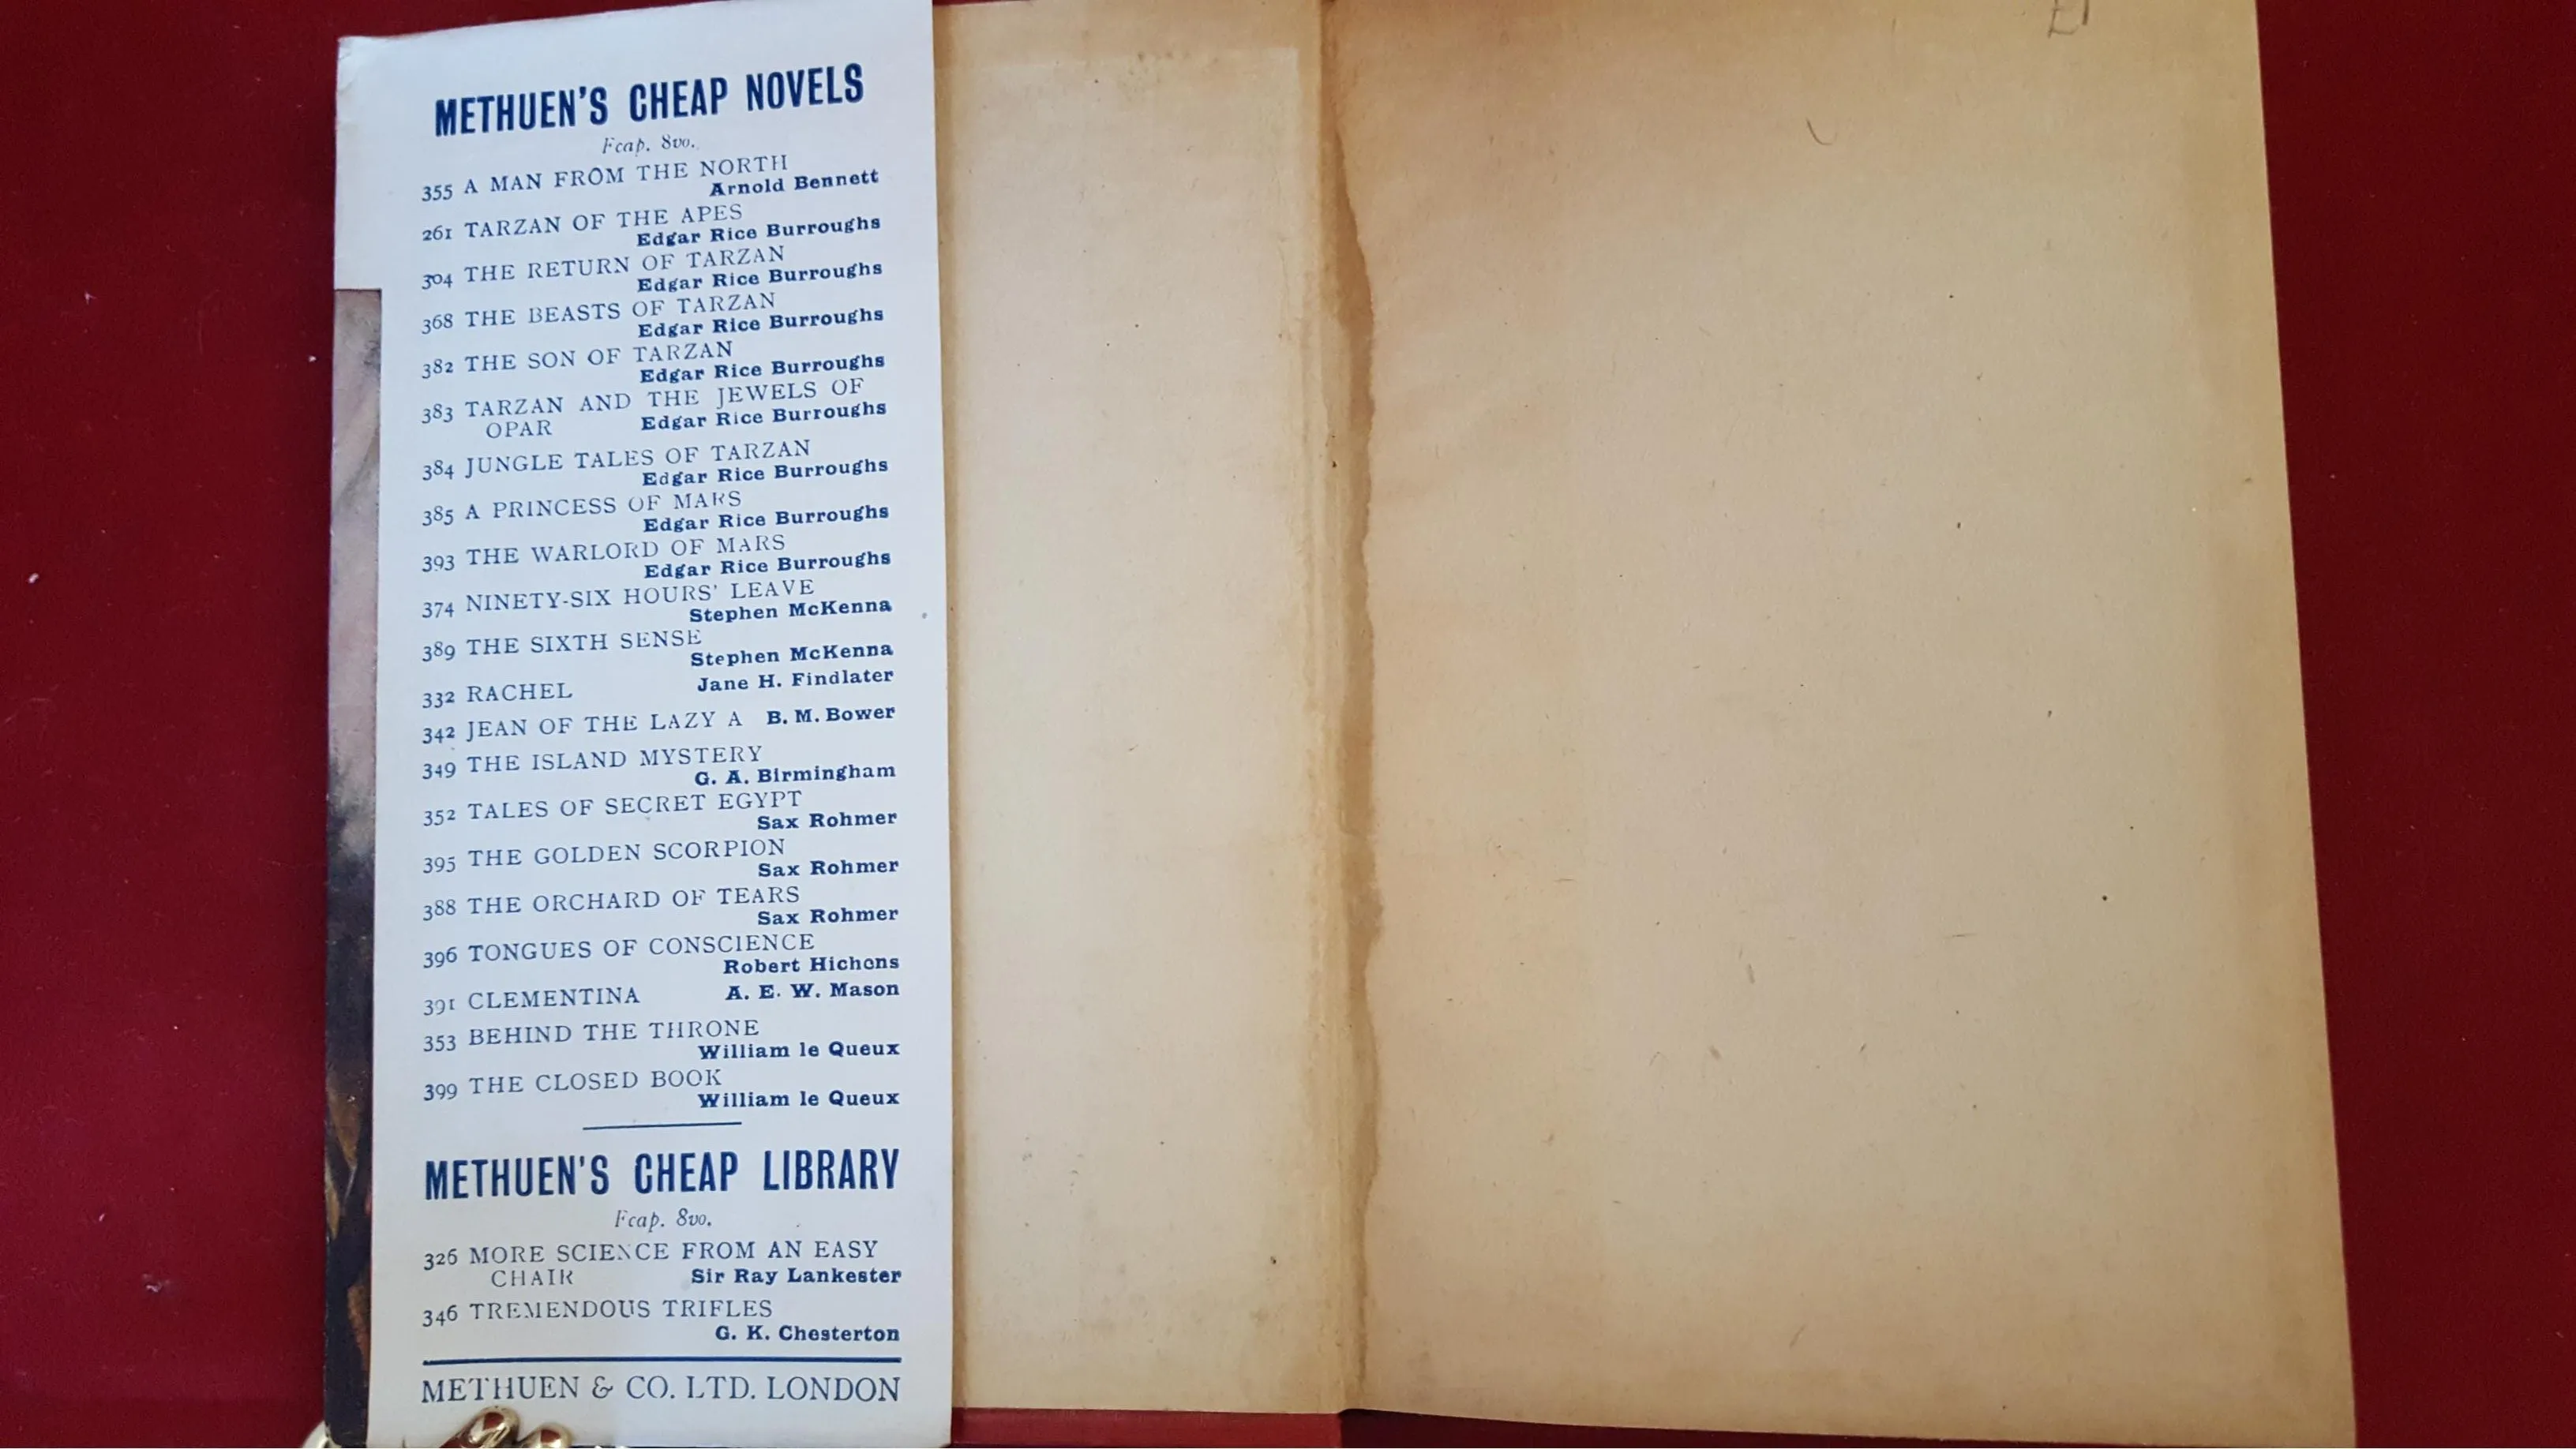 METHUEN'S CHEAP NOVELS
Fcap. 8vo.
355 A MAN FROM THE NORTH
Arnold Bennett
261 TARZAN OF THE APES
Edgar Rice Burroughs
304 THE RETURN OF TARZAN
Edgar Rice Burroughs
368 THE BEASTS OF TARZAN
Edgar Rice Burroughs
382 THE SON OF TARZAN
Edgar Rice Burroughs
383 TARZAN AND THE JEWELS OF
OPAR Edgar Rice Burroughs
384 JUNGLE TALES OF TARZAN
Edgar Rice Burroughs
385 A PRINCESS OF MARS
Edgar Rice Burroughs
393 THE WARLORD OF MARS
Edgar Rice Burroughs
374 NINETY-SIX HOURS' LEAVE
Stephen McKenna
389 THE SIXTH SENSE
Stephen McKenna
332 RACHEL Jane H. Findlater
342 JEAN OF THE LAZY A B. M. Bower
349 THE ISLAND MYSTERY
G. A. Birmingham
352 TALES OF SECRET EGYPT
Sax Rohmer
395 THE GOLDEN SCORPION
Sax Rohmer
388 THE ORCHARD OF TEARS
Sax Rohmer
396 TONGUES OF CONSCIENCE
Robert Hichens
391 CLEMENTINA A. E. W. Mason
353 BEHIND THE THRONE
William le Queux
399 THE CLOSED BOOK
William le Queux
METHUEN'S CHEAP LIBRARY
Fcap. 8vo.
326 MORE SCIENCE FROM AN EASY
CHAIR Sir Ray Lankester
346 TREMENDOUS TRIFLES
G. K. Chesterton
METHUEN & CO. LTD. LONDON